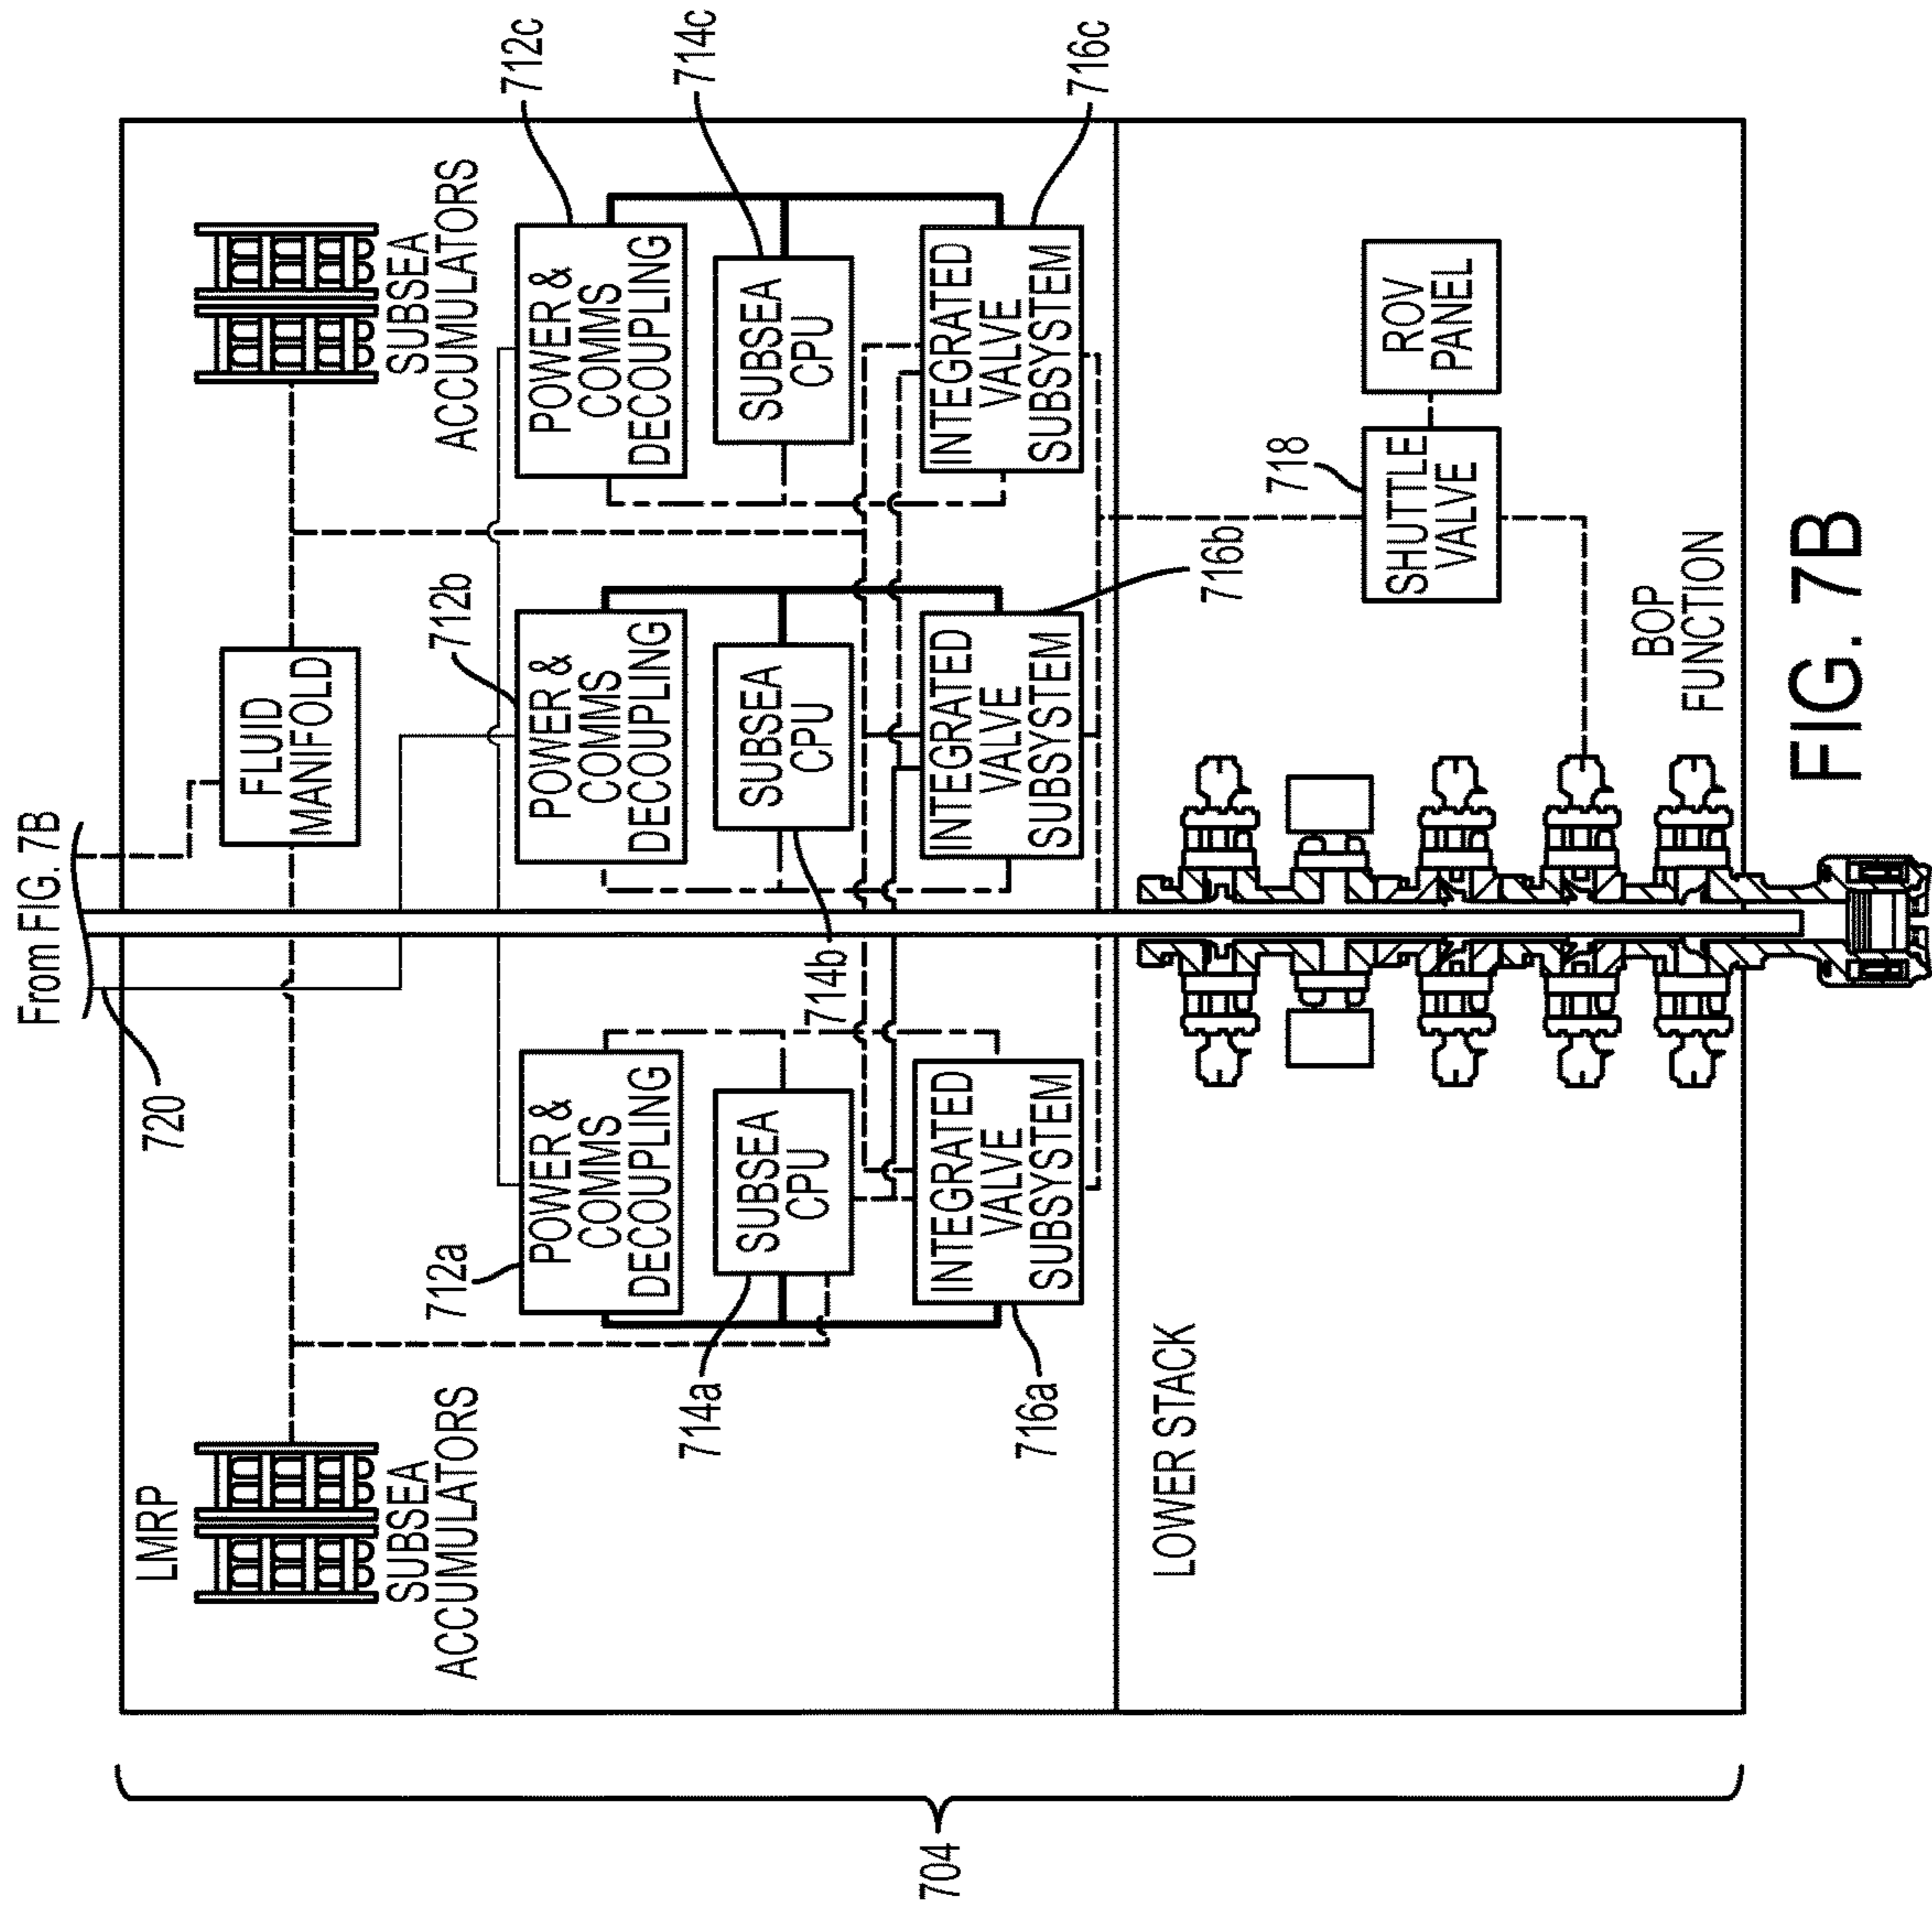 From FIG. 7B
720
704
LMRP
SUBSEA
ACCUMULATORS
FLUID
MANIFOLD
SUBSEA
ACCUMULATORS
712a
POWER &
COMMS
DECOUPLING
712b
POWER &
COMMS
DECOUPLING
712c
POWER &
COMMS
DECOUPLING
714a
SUBSEA
CPU
714b
SUBSEA
CPU
714c
SUBSEA
CPU
716a
INTEGRATED
VALVE
SUBSYSTEM
716b
INTEGRATED
VALVE
SUBSYSTEM
716c
INTEGRATED
VALVE
SUBSYSTEM
LOWER STACK
718
SHUTTLE
VALVE
ROV
PANEL
BOP
FUNCTION
FIG. 7B